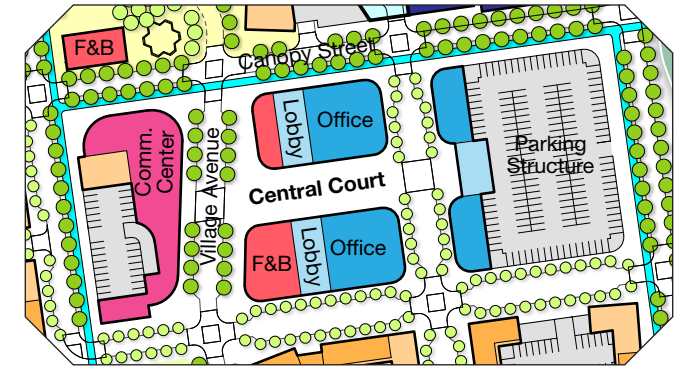 F&B
Canopy Street
Lobby
Office
Comm.
Center
Village Avenue
Parking
Structure
Central Court
F&B
Lobby
Office